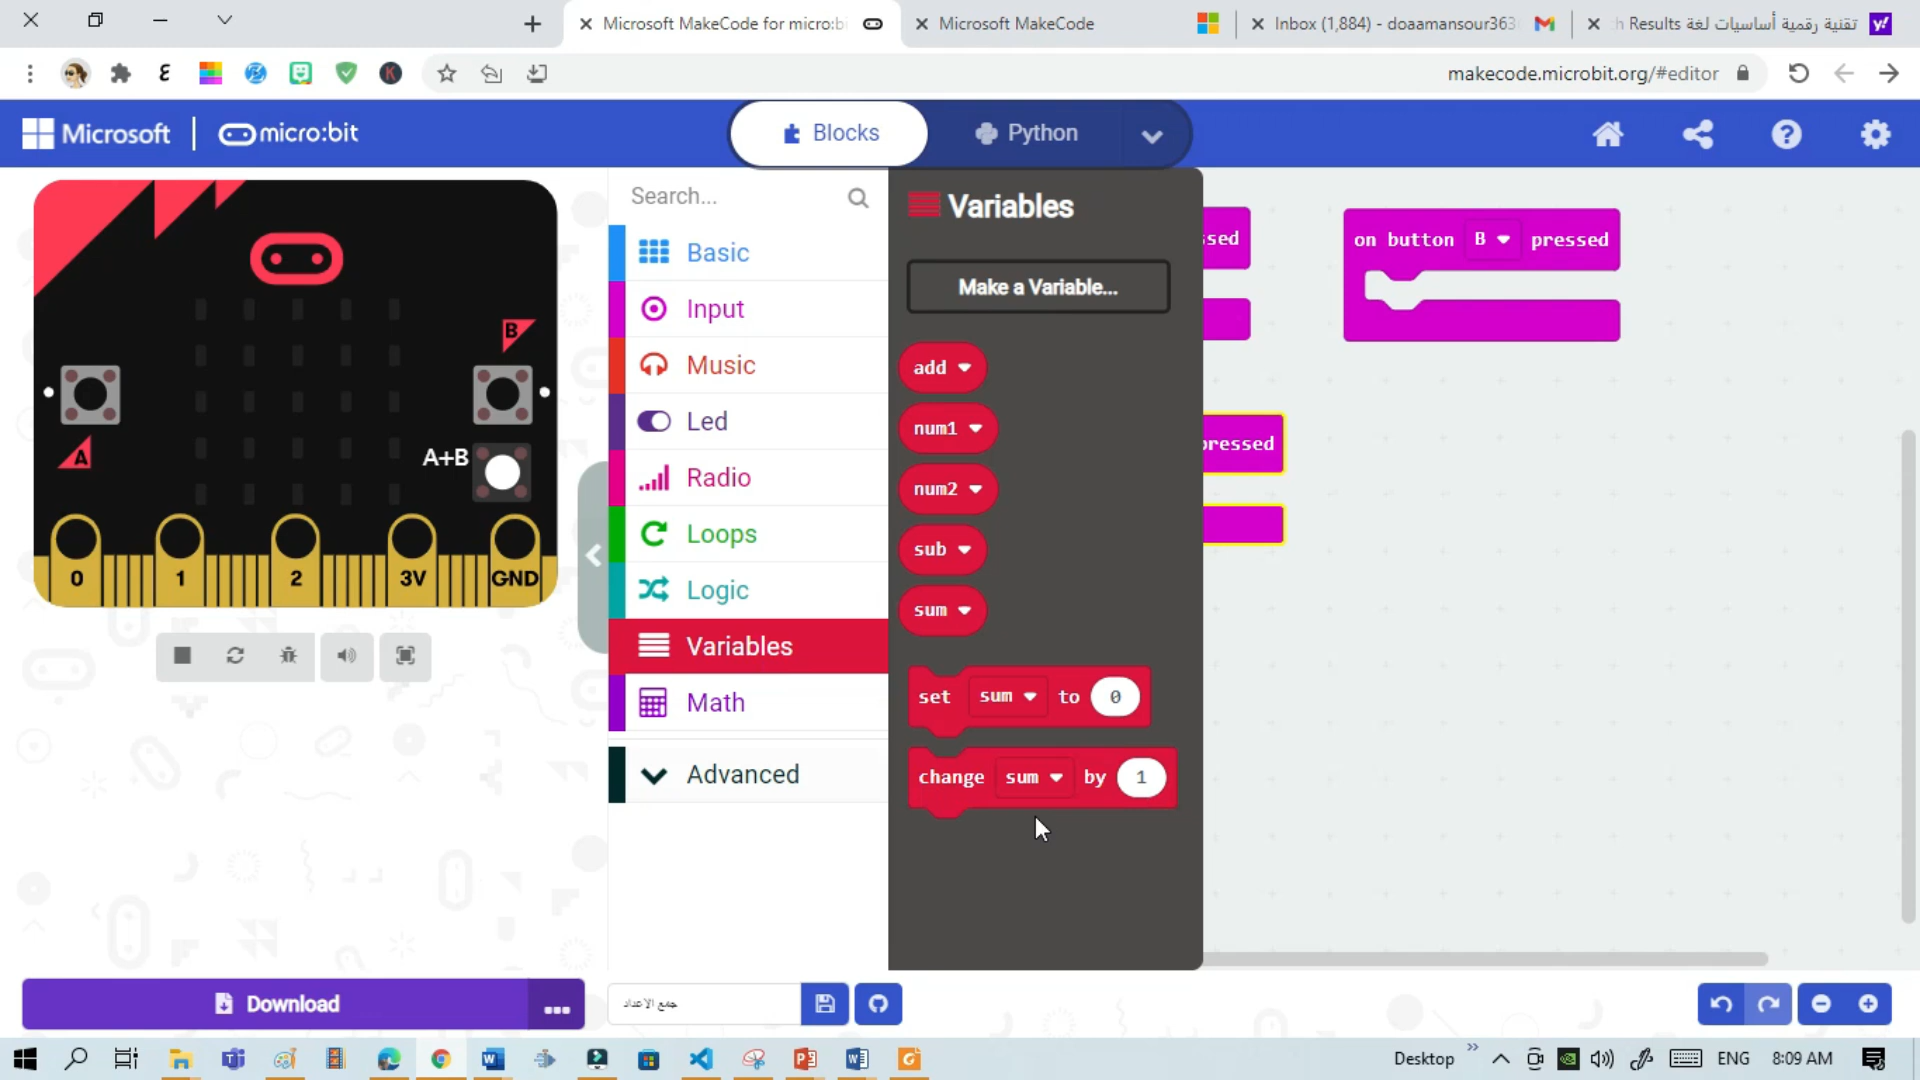 Microsoft MakeCode for micro:bi
Microsoft MakeCode
Inbox (1,884) - doaamansour363
تقنية رقمية أساسيات لغة h Results
makecode.microbit.org/#editor
Microsoft
micro:bit
Blocks
Python
Search...
Basic
Input
Music
Led
Radio
Loops
Logic
Variables
Math
Advanced
Variables
Make a Variable...
add
num1
num2
sub
sum
set sum to 0
change sum by 1
ssed
on button B pressed
pressed
B
A
A+B
0 1 2 3V GND
Download
...
جمع الاعداد
Desktop
ENG
8:09 AM